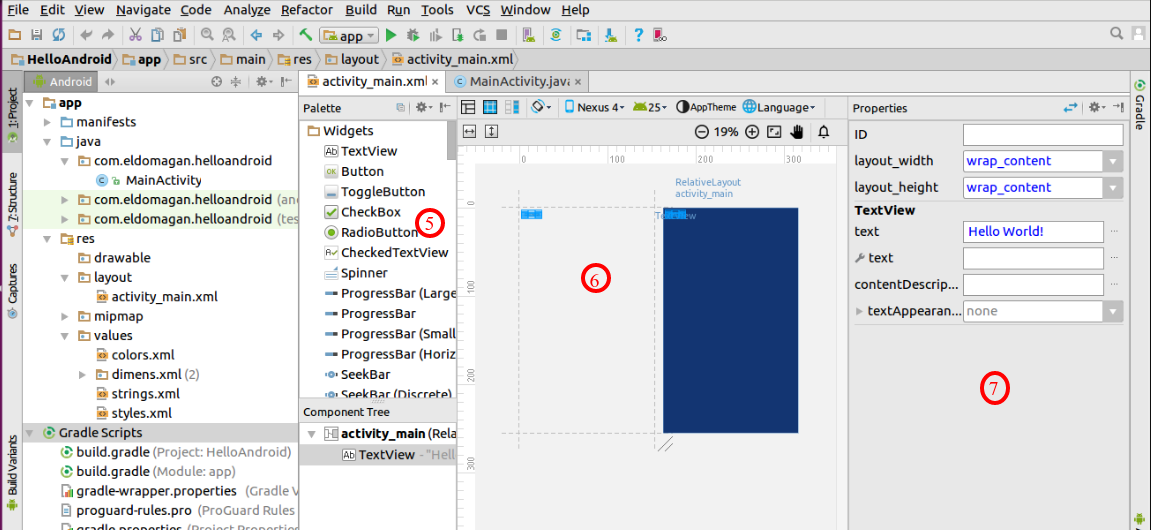 File Edit View Navigate Code Analyze Refactor Build Run Tools VCS Window Help
app
HelloAndroid app src main res layout activity_main.xml
1: Project
7: Structure
Captures
Build Variants
Android
app
manifests
java
com.eldomagan.helloandroid
MainActivity
com.eldomagan.helloandroid (an
com.eldomagan.helloandroid (tes
res
drawable
layout
activity_main.xml
mipmap
values
colors.xml
dimens.xml (2)
strings.xml
styles.xml
Gradle Scripts
build.gradle (Project: HelloAndroid)
build.gradle (Module: app)
gradle-wrapper.properties (Gradle V
proguard-rules.pro (ProGuard Rules
gradle.properties (Project Properties
activity_main.xml MainActivity.java
Palette
Widgets
Ab TextView
OK Button
ToggleButton
CheckBox
RadioButton
CheckedTextView
Spinner
ProgressBar (Large
ProgressBar
ProgressBar (Small
ProgressBar (Horiz
SeekBar
SeekBar (Discrete)
5
Component Tree
activity_main (Rela
Ab TextView - "Hell
Nexus 4 25 AppTheme Language
19%
0 100 200 300
0
100
200
300
RelativeLayout
activity_main
6
Properties
ID
layout_width wrap_content
layout_height wrap_content
TextView
text Hello World! ...
text ...
contentDescrip... ...
textAppearan... none
7
Gradle